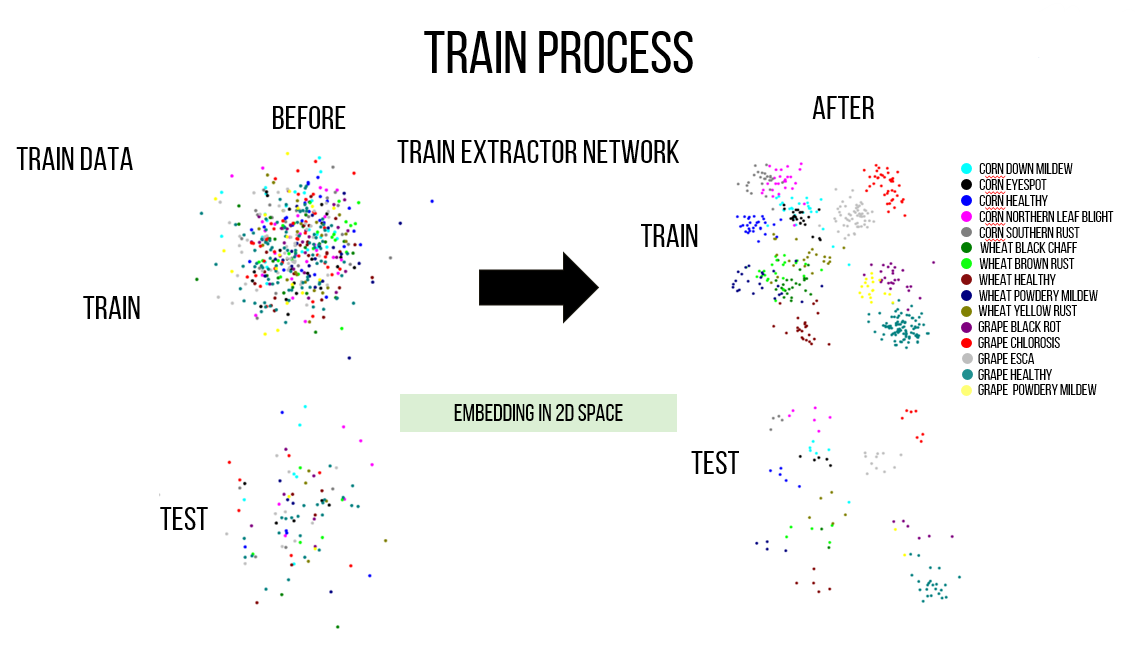 TRAIN PROCESS
BEFORE
AFTER
TRAIN DATA
TRAIN EXTRACTOR NETWORK
TRAIN
TRAIN
CORN DOWN MILDEW
CORN EYESPOT
CORN HEALTHY
CORN NORTHERN LEAF BLIGHT
CORN SOUTHERN RUST
WHEAT BLACK CHAFF
WHEAT BROWN RUST
WHEAT HEALTHY
WHEAT POWDERY MILDEW
WHEAT YELLOW RUST
GRAPE BLACK ROT
GRAPE CHLOROSIS
GRAPE ESCA
GRAPE HEALTHY
GRAPE POWDERY MILDEW
EMBEDDING IN 2D SPACE
TEST
TEST